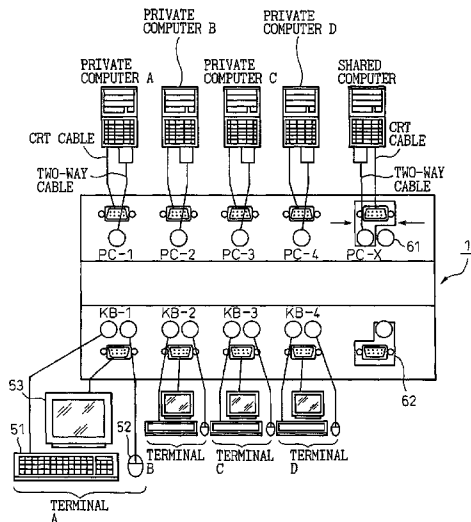 PRIVATE
COMPUTER B
PRIVATE
COMPUTER D
PRIVATE
COMPUTER A
PRIVATE
COMPUTER C
SHARED
COMPUTER
CRT CABLE
CRT
CABLE
TWO-WAY
CABLE
TWO-WAY
CABLE
PC-1
PC-2
PC-3
PC-4
PC-X
61
1
KB-1
KB-2
KB-3
KB-4
53
51
52
62
TERMINAL
B
TERMINAL
C
TERMINAL
D
TERMINAL
A